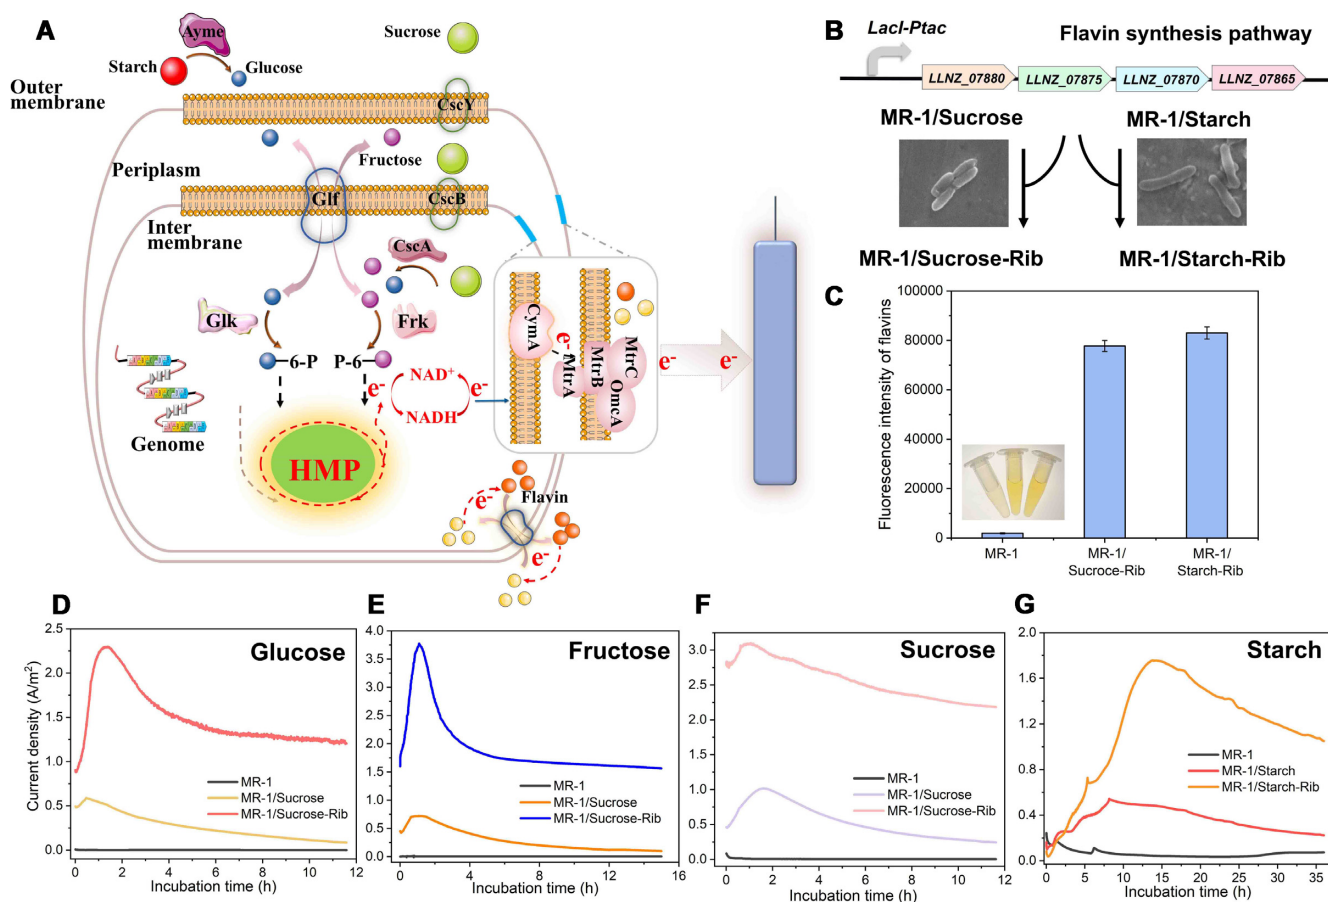 A
Ayme
Starch
Glucose
Sucrose
Outer
membrane
CscY
Periplasm
Fructose
Glf
CscB
Inter
membrane
CscA
Glk
Frk
6-P
P-6
Genome
HMP
e-
NAD+
NADH
e-
CymA
e-
MtrA
MtrB
MtrC
OmcA
e-
e-
Flavin
e-
e-
B
LacI-Ptac
Flavin synthesis pathway
LLNZ_07880
LLNZ_07875
LLNZ_07870
LLNZ_07865
MR-1/Sucrose
MR-1/Starch
MR-1/Sucrose-Rib
MR-1/Starch-Rib
C
Fluorescence intensity of flavins
100000
80000
60000
40000
20000
0
MR-1
MR-1/
Sucroce-Rib
MR-1/
Starch-Rib
D
Glucose
Current density (A/m2)
2.5
2.0
1.5
1.0
0.5
0.0
MR-1
MR-1/Sucrose
MR-1/Sucrose-Rib
0 2 4 6 8 10 12
Incubation time (h)
E
Fructose
4.0
3.5
3.0
2.5
2.0
1.5
1.0
0.5
0.0
MR-1
MR-1/Sucrose
MR-1/Sucrose-Rib
0 2 4 6 8 10 12 14 16
Incubation time (h)
F
Sucrose
3.0
2.0
1.0
0.0
MR-1
MR-1/Sucrose
MR-1/Sucrose-Rib
0 2 4 6 8 10 12
Incubation time (h)
G
Starch
2.0
1.6
1.2
0.8
0.4
0.0
MR-1
MR-1/Starch
MR-1/Starch-Rib
0 5 10 15 20 25 30 35
Incubation time (h)